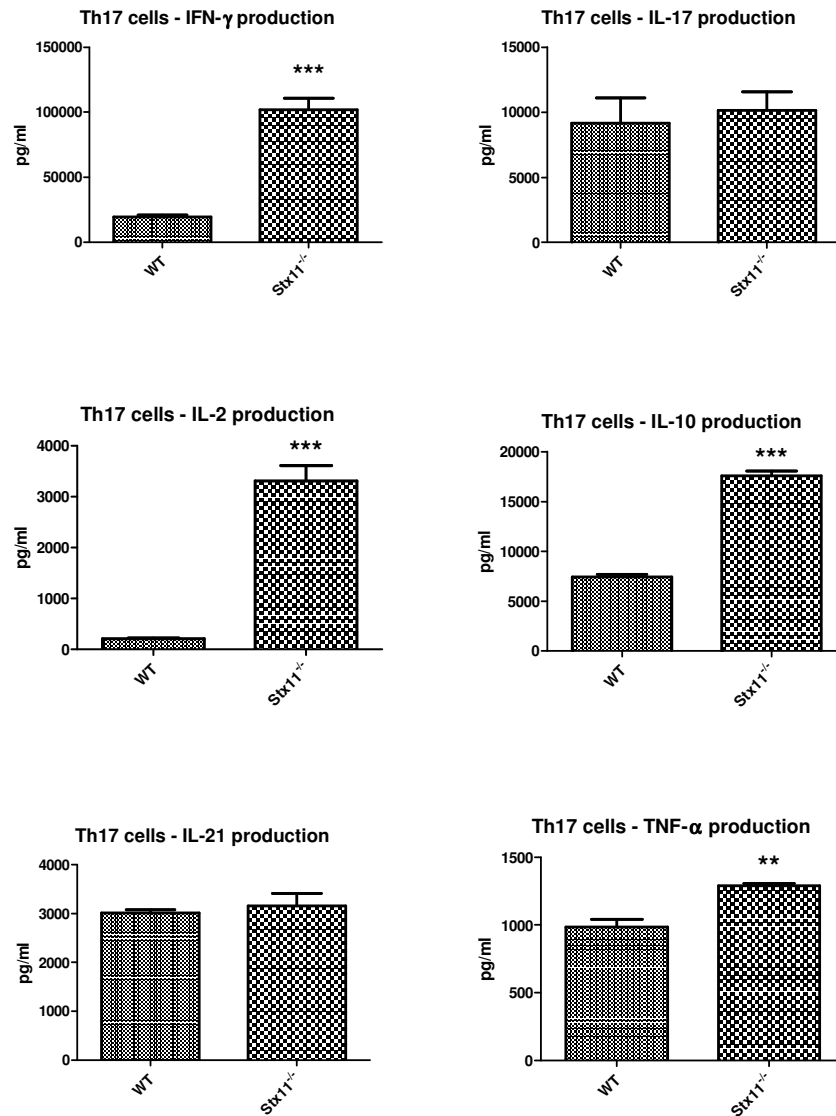 Th17 cells - IFN-γ production
150000
100000
50000
0
pg/ml
***
WT
Stx11-/-
Th17 cells - IL-17 production
15000
10000
5000
0
pg/ml
WT
Stx11-/-
Th17 cells - IL-2 production
4000
3000
2000
1000
0
pg/ml
***
WT
Stx11-/-
Th17 cells - IL-10 production
20000
15000
10000
5000
0
pg/ml
***
WT
Stx11-/-
Th17 cells - IL-21 production
4000
3000
2000
1000
0
pg/ml
WT
Stx11-/-
Th17 cells - TNF-α production
1500
1000
500
0
pg/ml
**
WT
Stx11-/-